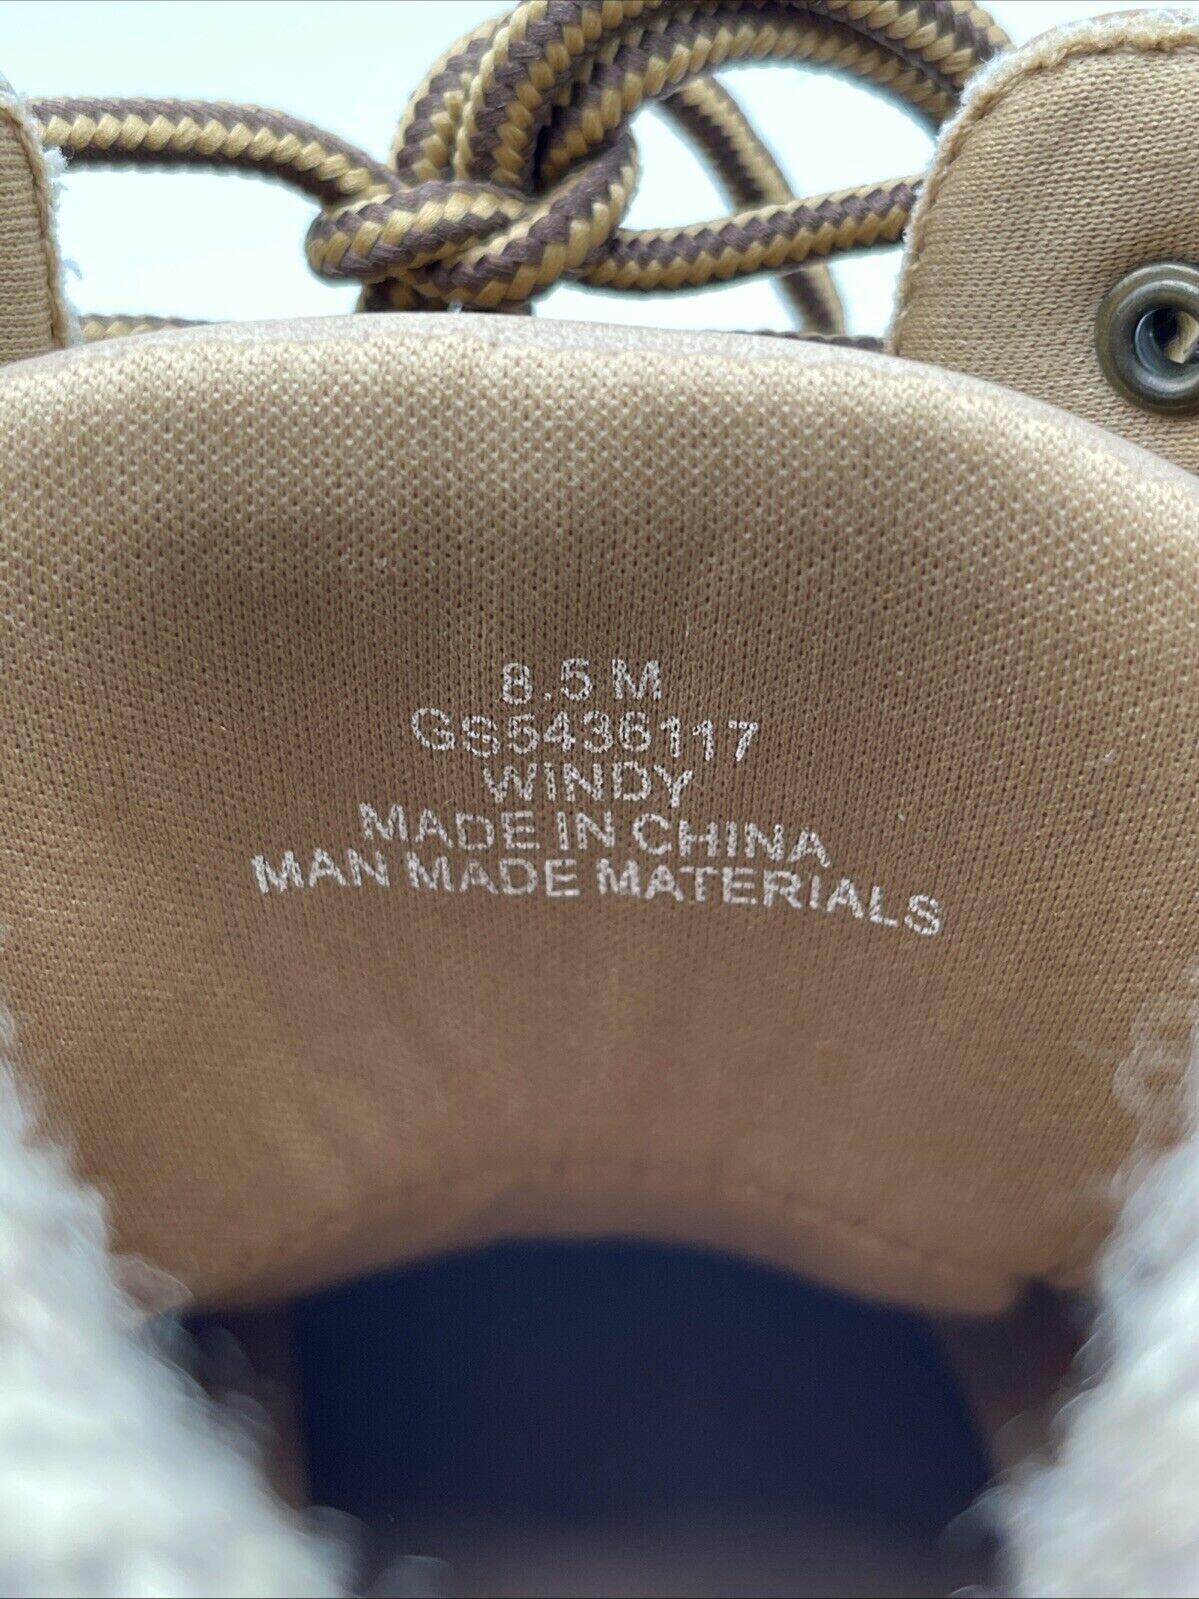 8.5 M
GS5436117
WINDY
MADE IN CHINA
MAN MADE MATERIALS